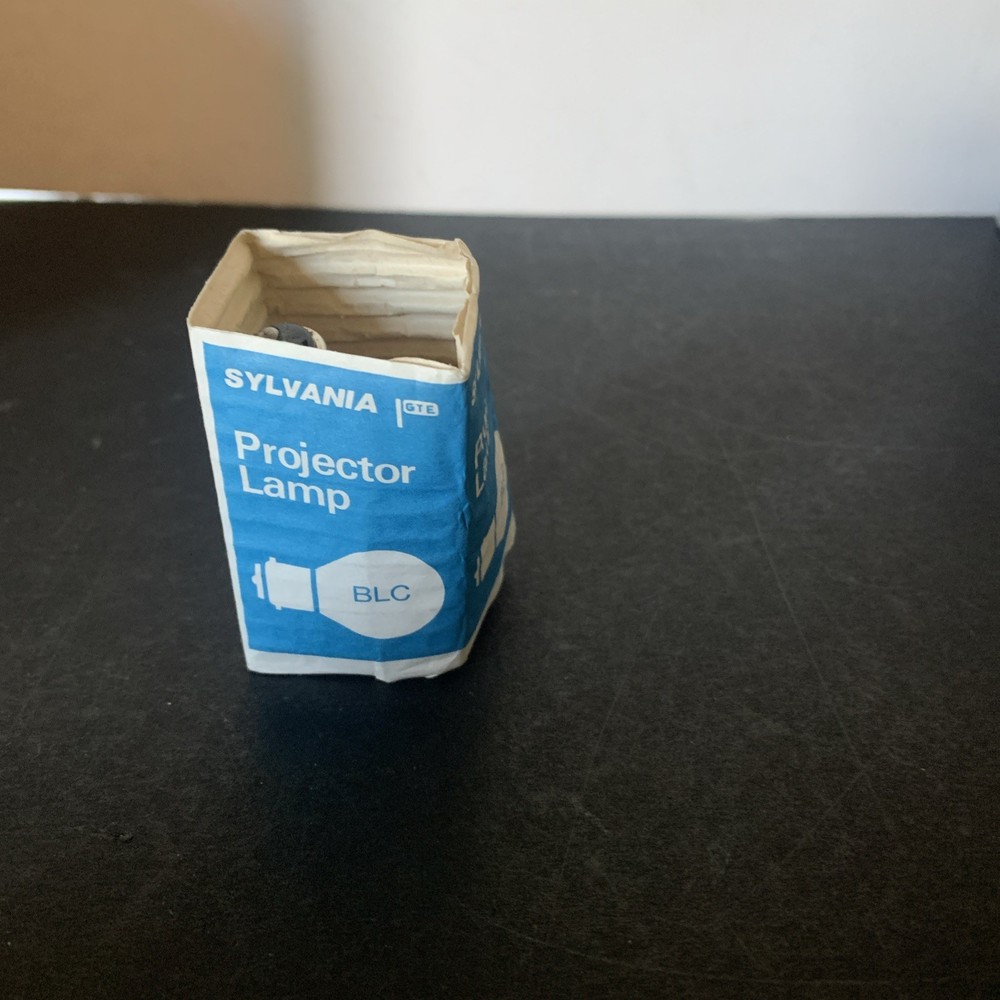 SYLVANIA
GTE
Projector
Lamp
BLC